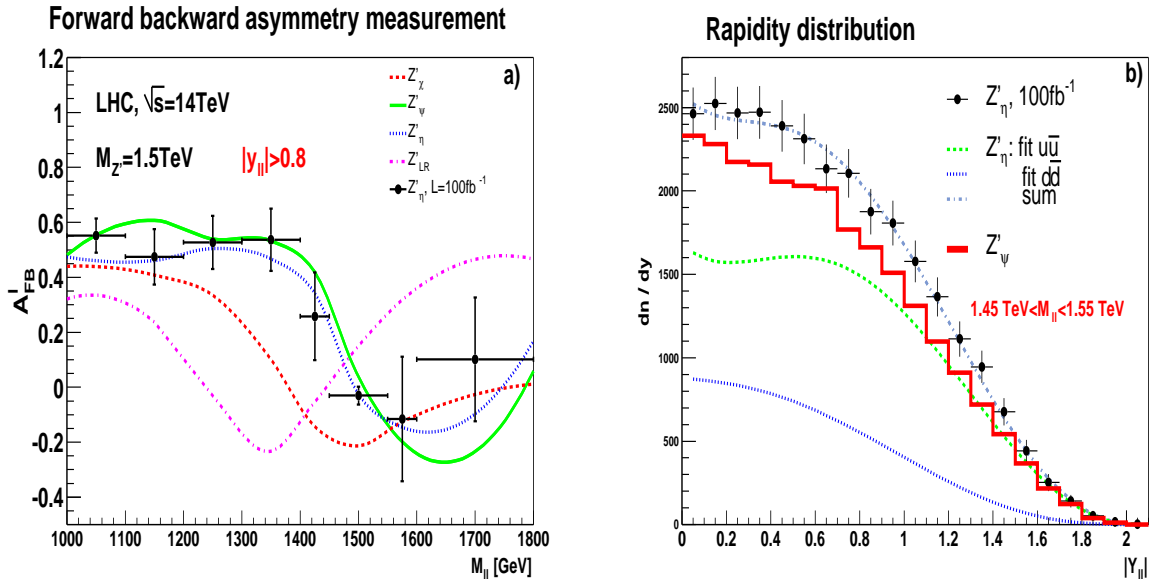 Forward backward asymmetry measurement
a)
LHC, √s=14TeV
M_Z'=1.5TeV |y_ll|>0.8
Z'_χ
Z'_ψ
Z'_η
Z'_LR
Z'_η, L=100fb⁻¹
A^l_FB
1.2
1
0.8
0.6
0.4
0.2
0
-0.2
-0.4
1000 1100 1200 1300 1400 1500 1600 1700 1800
M_ll [GeV]
Rapidity distribution
b)
Z'_η, 100fb⁻¹
Z'_η: fit uū
fit dd̄
sum
Z'_ψ
1.45 TeV<M_ll<1.55 TeV
dn / dy
2500
2000
1500
1000
500
0
0 0.2 0.4 0.6 0.8 1 1.2 1.4 1.6 1.8 2
|Y_ll|